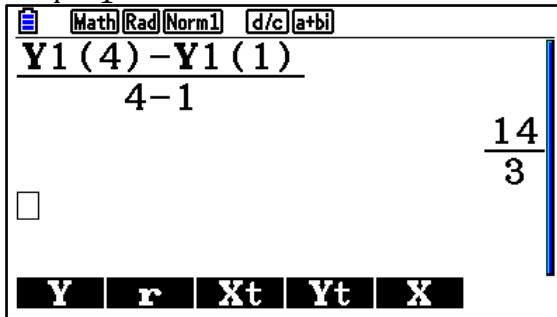 Math Rad Norm1 d/c a+bi
Y1(4)-Y1(1)
4-1
14
3
Y r Xt Yt X